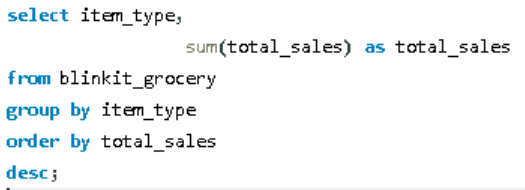 select item_type,
sum(total_sales) as total_sales
from blinkit_grocery
group by item_type
order by total_sales
desc;